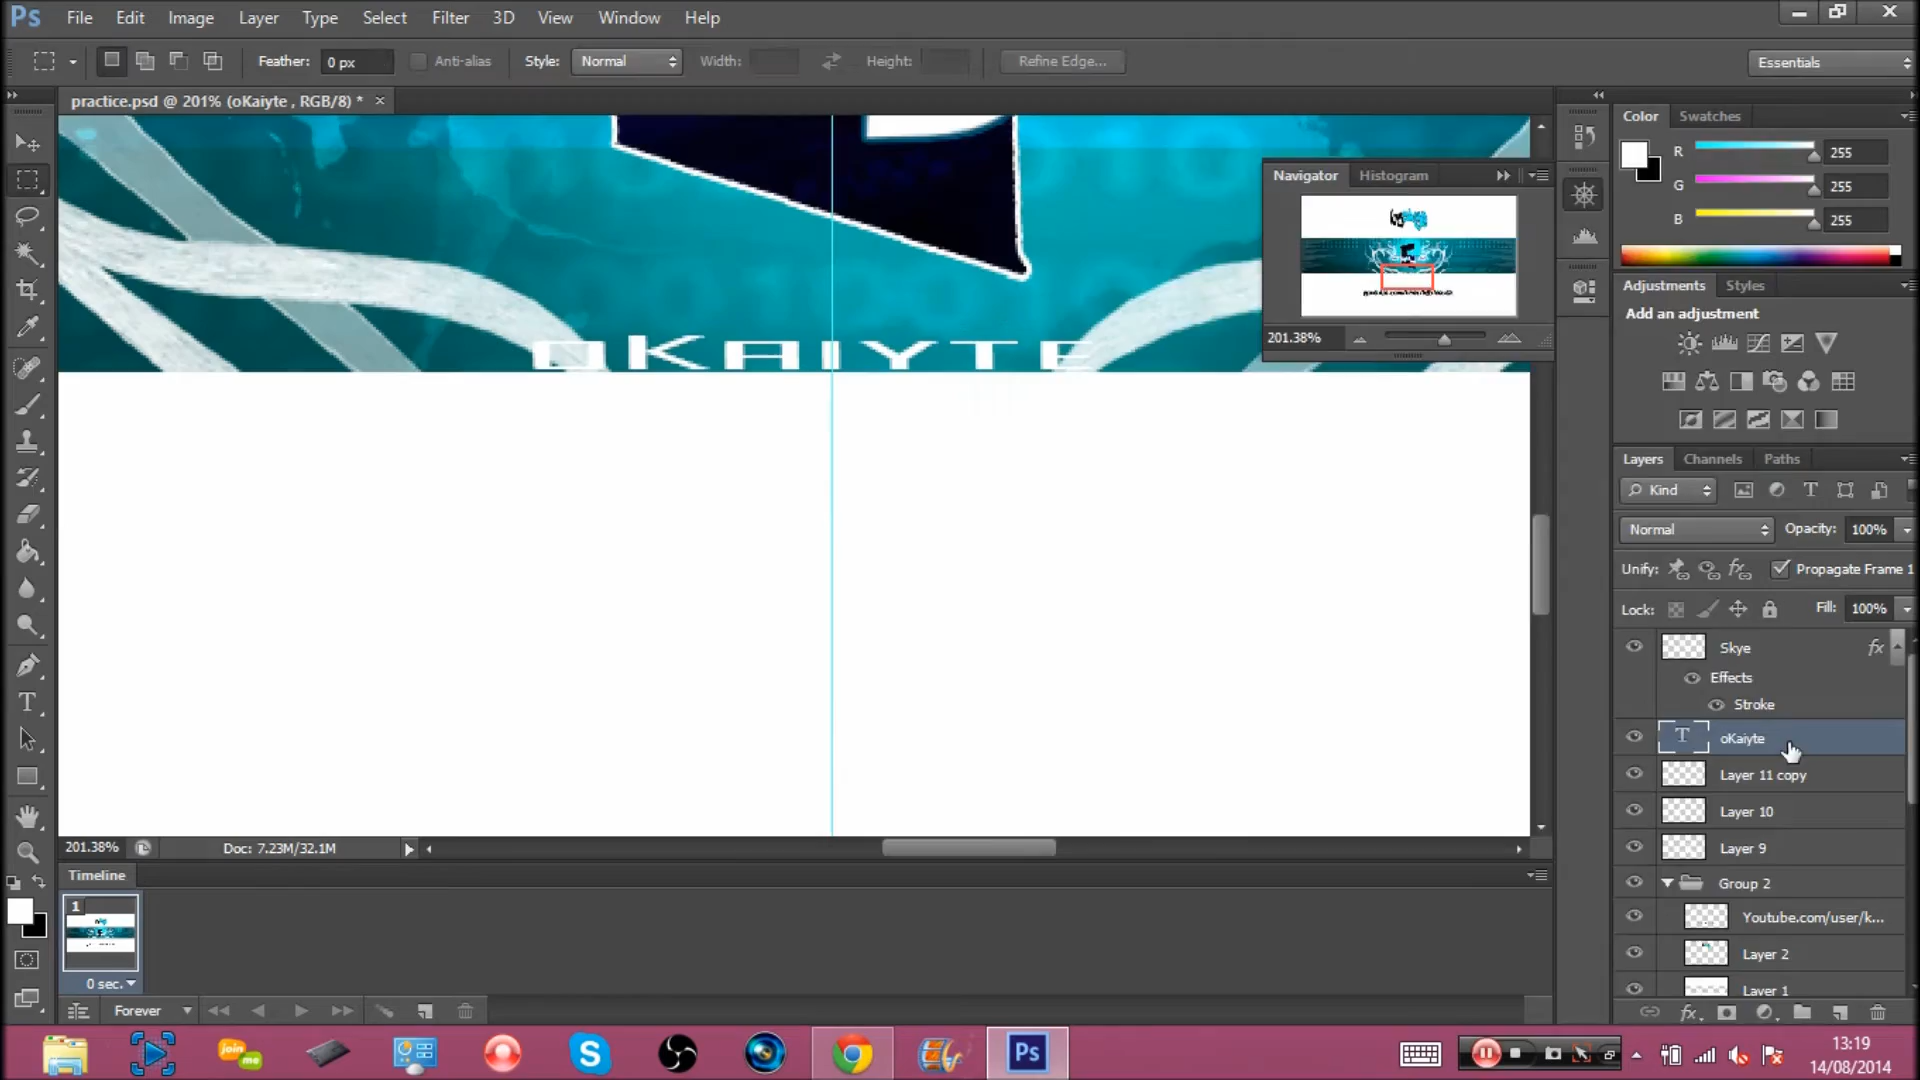 Ps File Edit Image Layer Type Select Filter 3D View Window Help
Feather: 0 px Anti-alias Style: Normal Width: Height: Refine Edge... Essentials
practice.psd @ 201% (oKaiyte , RGB/8) * ×
Color Swatches
R 255
G 255
B 255
Navigator Histogram
201.38%
Adjustments Styles
Add an adjustment
OKAIYTE
Layers Channels Paths
Kind
Normal Opacity: 100%
Unify: Propagate Frame 1
Lock: Fill: 100%
Skye fx
Effects
Stroke
T oKaiyte
Layer 11 copy
Layer 10
Layer 9
Group 2
Youtube.com/user/k...
Layer 2
Layer 1
201.38% Doc: 7.23M/32.1M
Timeline
1
0 sec.
Forever
join me
Ps
13:19
14/08/2014